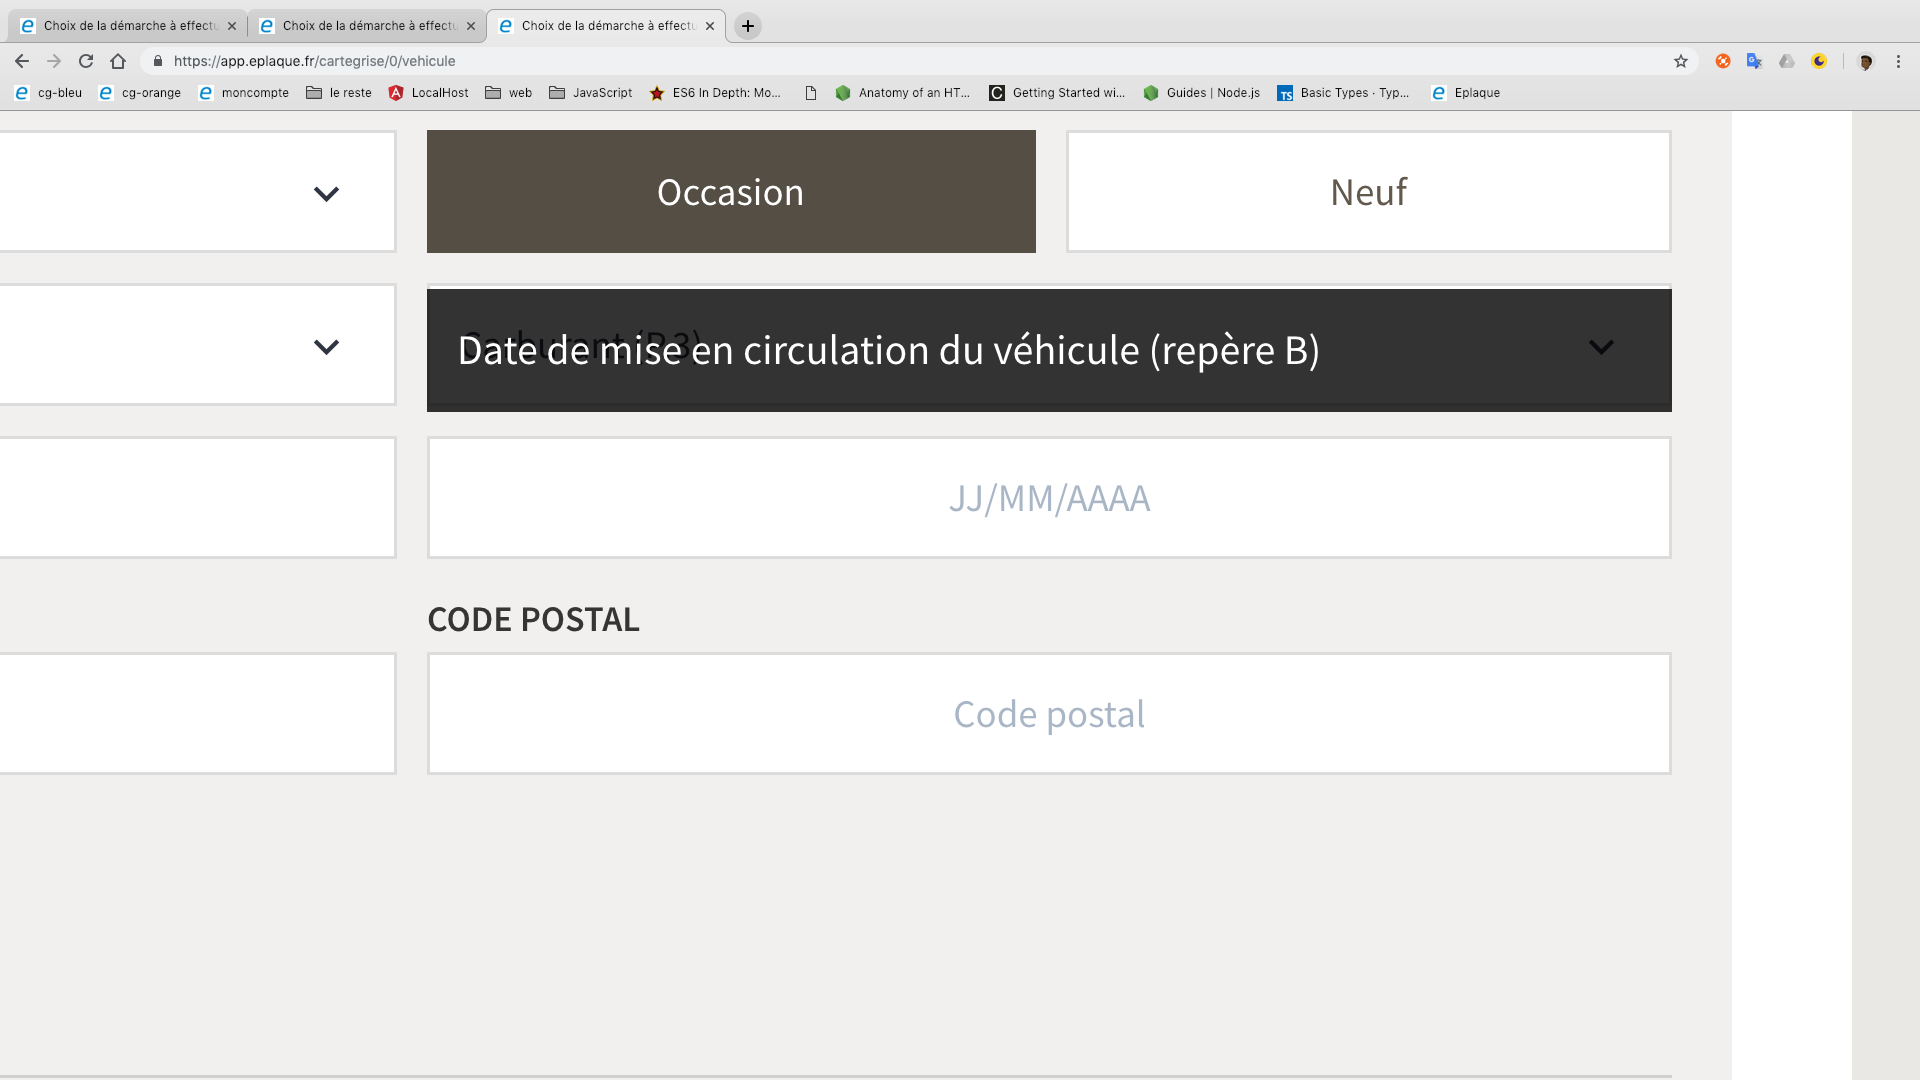 Choix de la démarche à effectu
Choix de la démarche à effectu
Choix de la démarche à effectu
https://app.eplaque.fr/cartegrise/0/vehicule
cg-bleu
cg-orange
moncompte
le reste
LocalHost
web
JavaScript
ES6 In Depth: Mo...
Anatomy of an HT...
Getting Started wi...
Guides | Node.js
Basic Types · Typ...
Eplaque
Occasion
Neuf
Date de mise en circulation du véhicule (repère B)
JJ/MM/AAAA
CODE POSTAL
Code postal